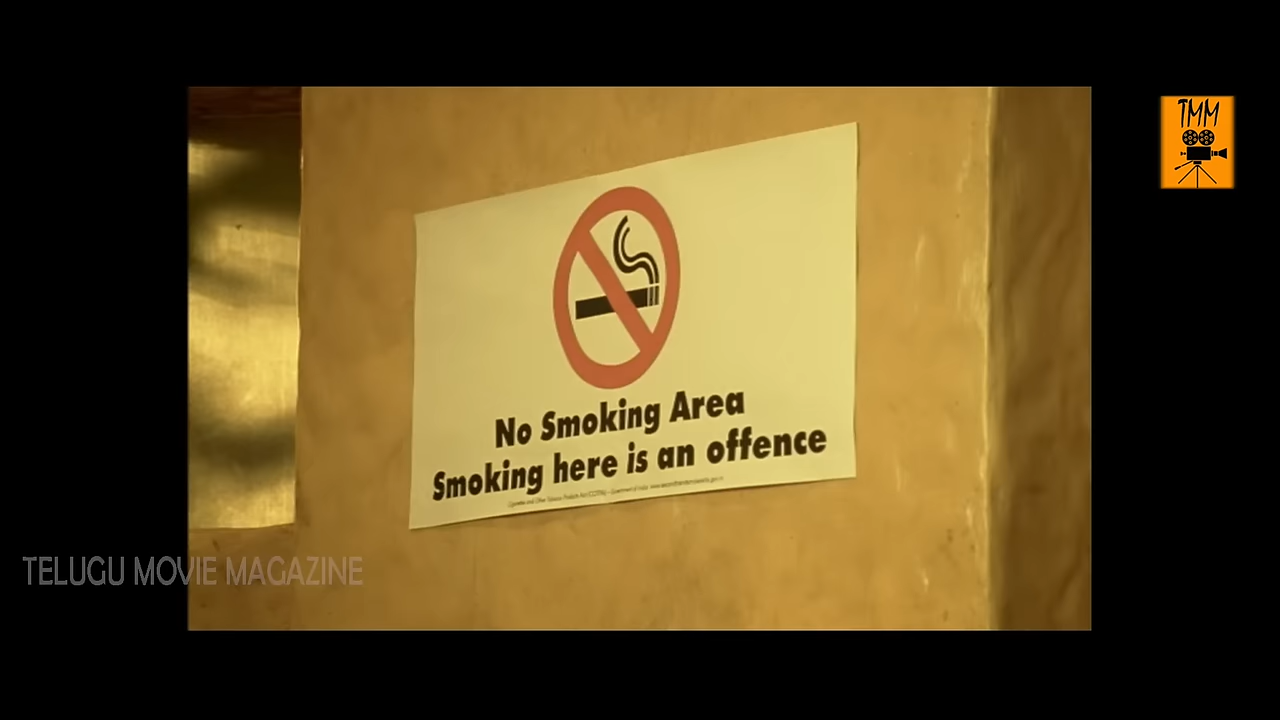 TMM
No Smoking Area
Smoking here is an offence
TELUGU MOVIE MAGAZINE